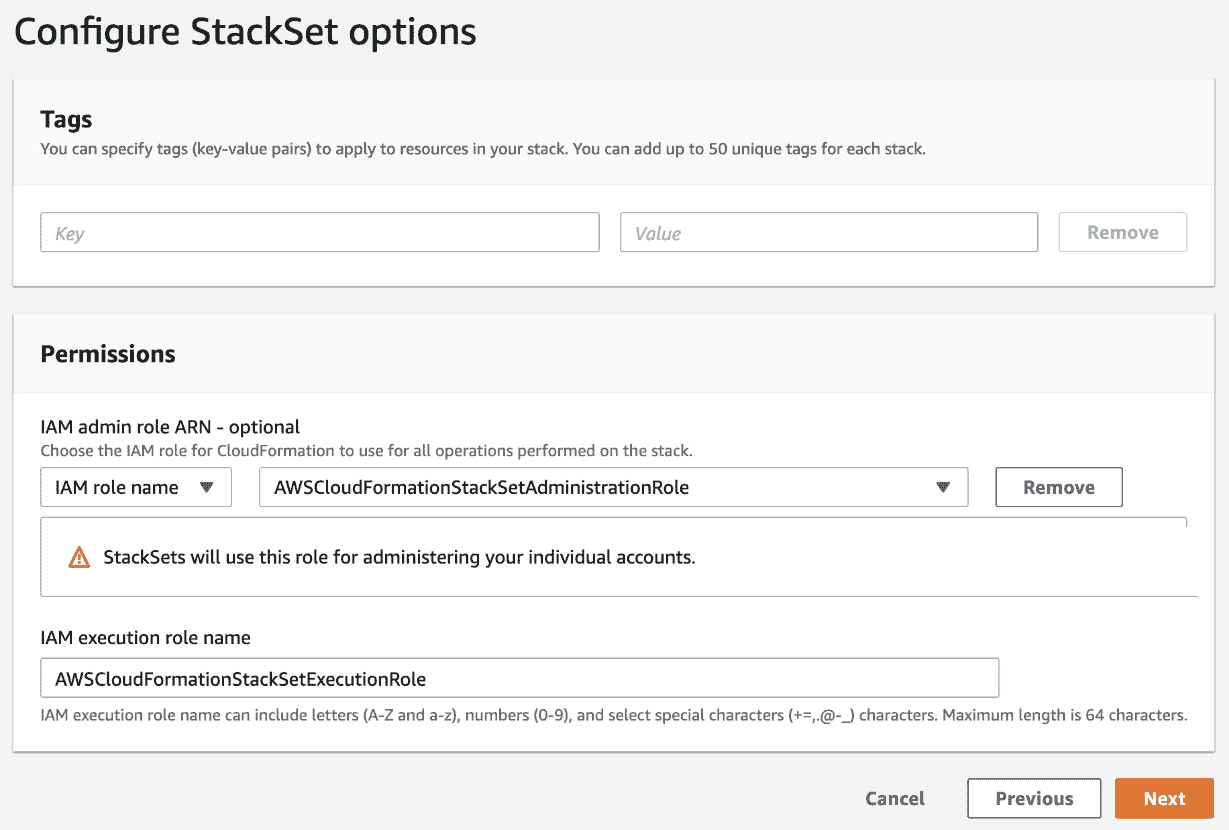 Configure StackSet options
Tags
You can specify tags (key-value pairs) to apply to resources in your stack. You can add up to 50 unique tags for each stack.
Key Value Remove
Permissions
IAM admin role ARN - optional
Choose the IAM role for CloudFormation to use for all operations performed on the stack.
IAM role name AWSCloudFormationStackSetAdministrationRole Remove
StackSets will use this role for administering your individual accounts.
IAM execution role name
AWSCloudFormationStackSetExecutionRole
IAM execution role name can include letters (A-Z and a-z), numbers (0-9), and select special characters (+=,.@-_) characters. Maximum length is 64 characters.
Cancel Previous Next